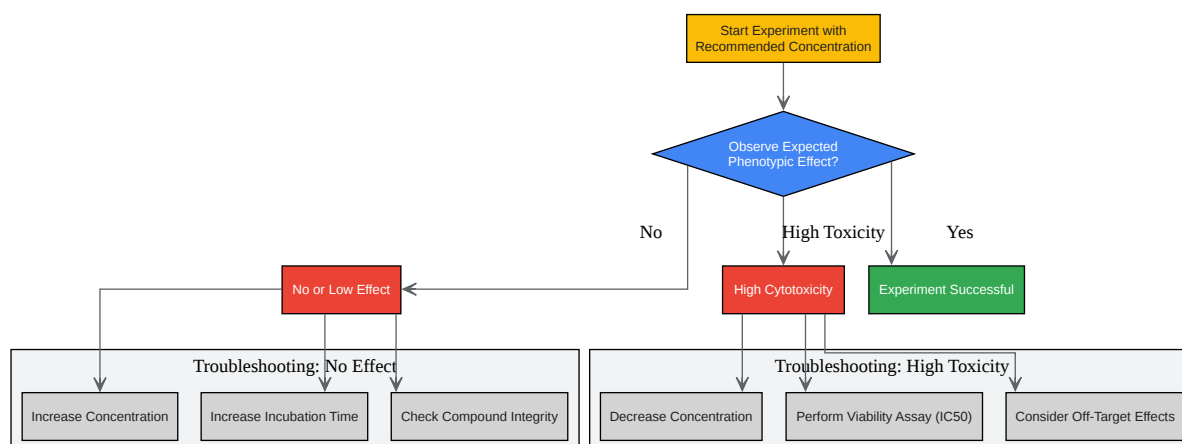 Start Experiment with
Recommended Concentration
Observe Expected
Phenotypic Effect?
No
High Toxicity
Yes
No or Low Effect
High Cytotoxicity
Experiment Successful
Troubleshooting: No Effect
Troubleshooting: High Toxicity
Increase Concentration
Increase Incubation Time
Check Compound Integrity
Decrease Concentration
Perform Viability Assay (IC50)
Consider Off-Target Effects